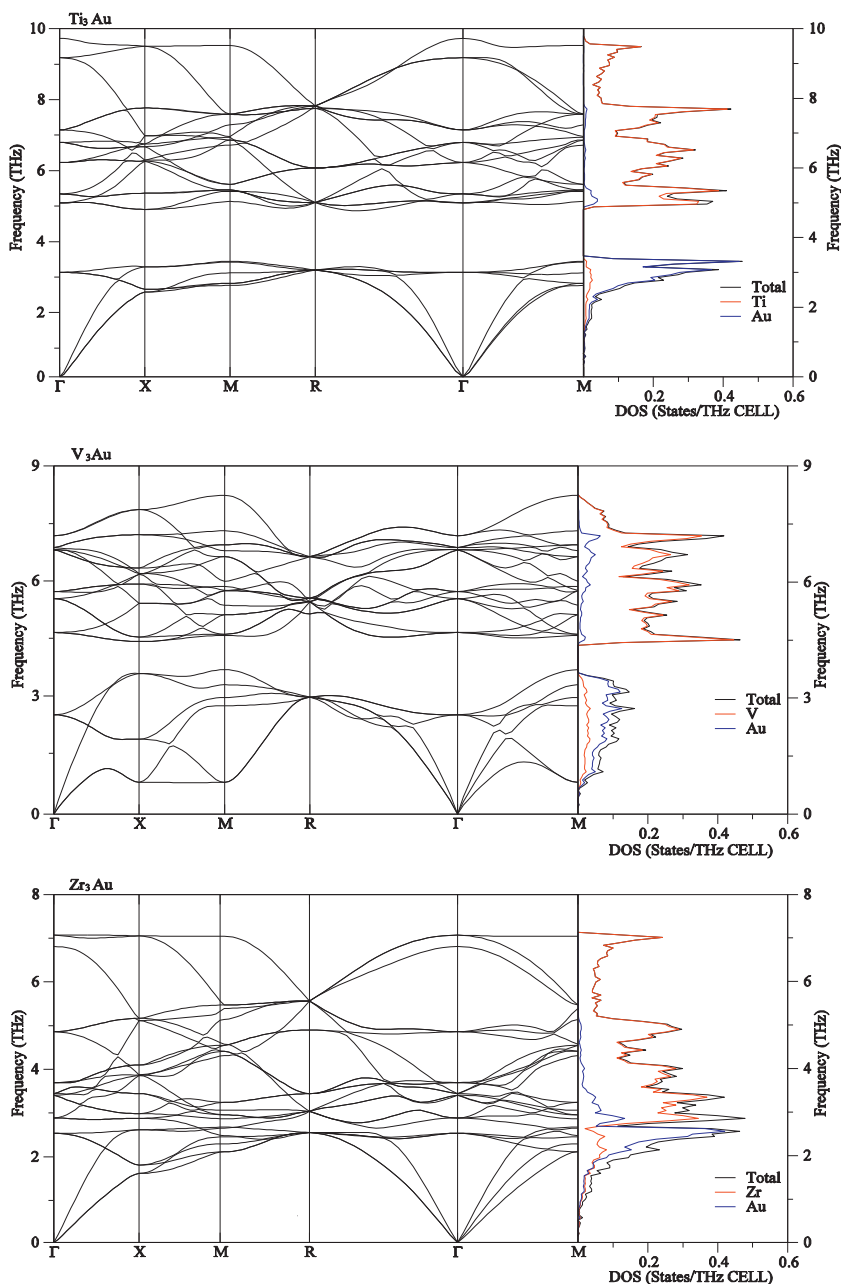 Ti₃Au
10
8
6
4
2
0
Frequency (THz)
Γ X M R Γ M
10
8
6
4
2
0
Frequency (THz)
Total
Ti
Au
0.2 0.4 0.6
DOS (States/THz CELL)
V₃Au
9
6
3
0
Frequency (THz)
Γ X M R Γ M
9
6
3
0
Frequency (THz)
Total
V
Au
0.2 0.4 0.6
DOS (States/THz CELL)
Zr₃Au
8
6
4
2
0
Frequency (THz)
Γ X M R Γ M
8
6
4
2
0
Frequency (THz)
Total
Zr
Au
0.2 0.4 0.6
DOS (States/THz CELL)